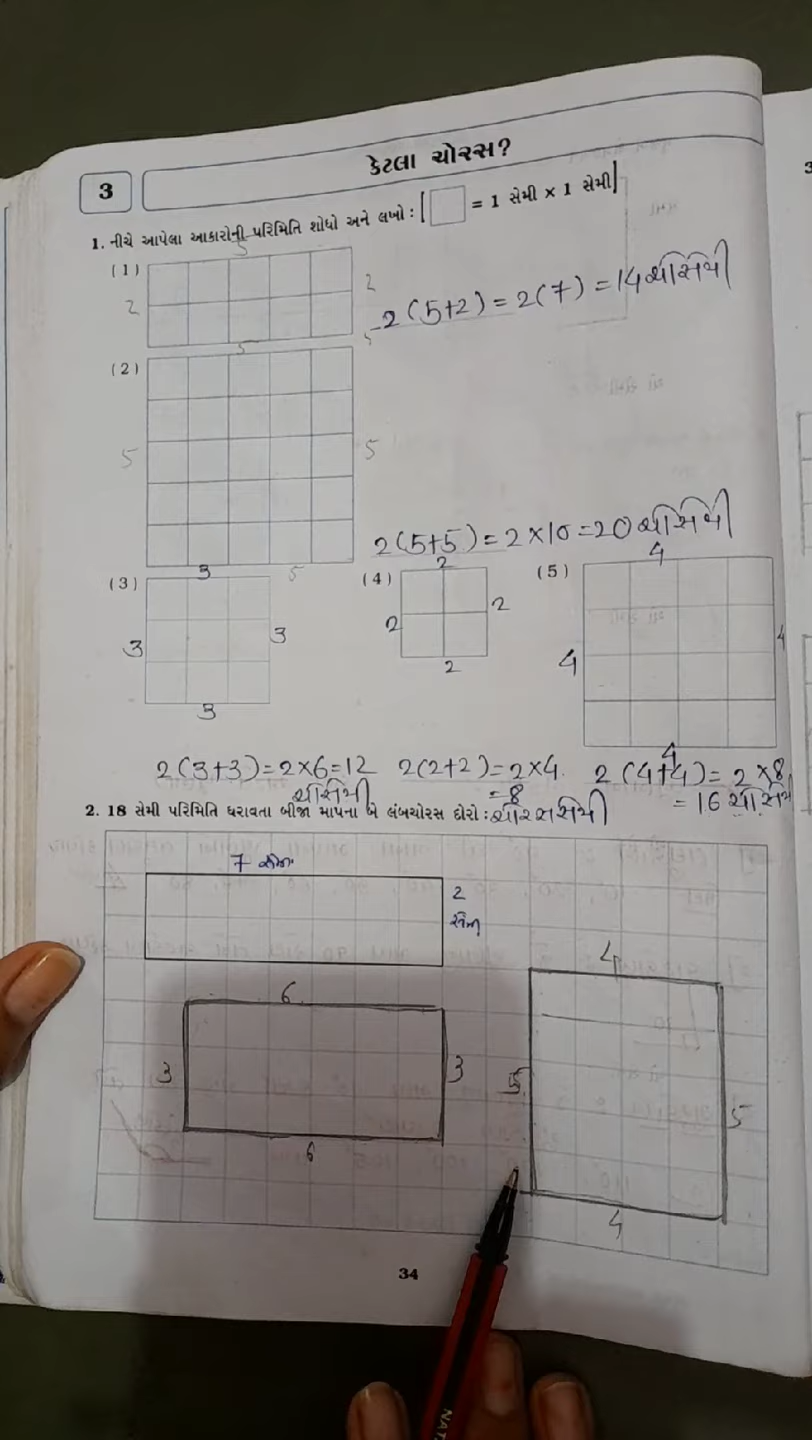 3
કેટલા ચોરસ?
1. નીચે આપેલા આકારોની પરિમિતિ શોધો અને લખો : [ □ = 1 સેમી × 1 સેમી ]
5
(1)
2
2
2(5+2) = 2(7) = 14 ચોસેમી
5
5
(2)
5
5
2(5+5) = 2×10 = 20 ચોસેમી
5
(3) 3
3
3
3
(4) 2
2
2
2
(5) 4
4
4
4
2(3+3) = 2×6 = 12
ચોસેમી
2(2+2) = 2×4
= 8
ચોરસસેમી
2(4+4) = 2×8
= 16 ચોસેમી
2. 18 સેમી પરિમિતિ ધરાવતા બીજા માપના બે લંબચોરસ દોરો :
7 સેમી
2
સેમી
6
3
3
6
4
5
5
4
34